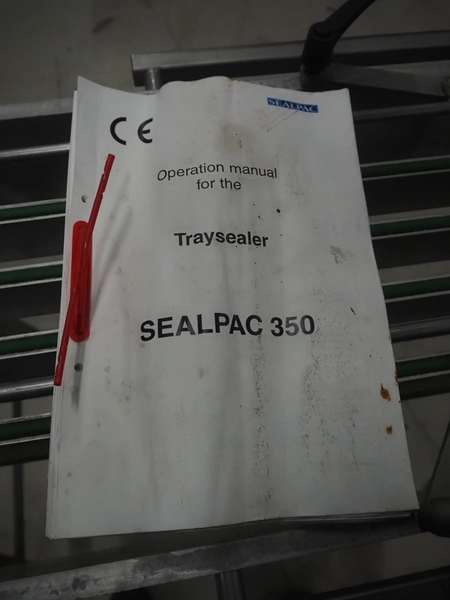 SEALPAC
CE
Operation manual
for the
Traysealer
SEALPAC 350